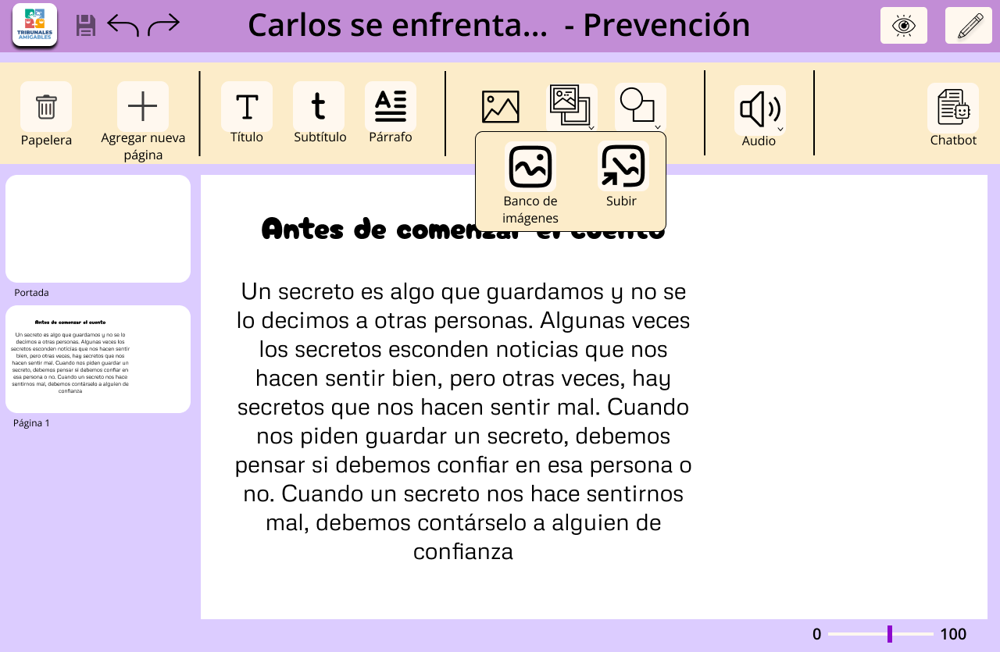 TRIBUNALES
AMIGABLES
Carlos se enfrenta... - Prevención
Papelera
Agregar nueva
página
Título
Subtítulo
Párrafo
Audio
Chatbot
Banco de
imágenes
Subir
Antes de comenzar el cuento
Un secreto es algo que guardamos y no se
lo decimos a otras personas. Algunas veces
los secretos esconden noticias que nos
hacen sentir bien, pero otras veces, hay
secretos que nos hacen sentir mal. Cuando
nos piden guardar un secreto, debemos
pensar si debemos confiar en esa persona o
no. Cuando un secreto nos hace sentirnos
mal, debemos contárselo a alguien de
confianza
Portada
Antes de comenzar el cuento
Un secreto es algo que guardamos y no se lo
decimos a otras personas. Algunas veces los
secretos esconden noticias que nos hacen sentir
bien, pero otras veces, hay secretos que nos
hacen sentir mal. Cuando nos piden guardar un
secreto, debemos pensar si debemos confiar en
esa persona o no. Cuando un secreto nos hace
sentirnos mal, debemos contárselo a alguien de
confianza
Página 1
0
100